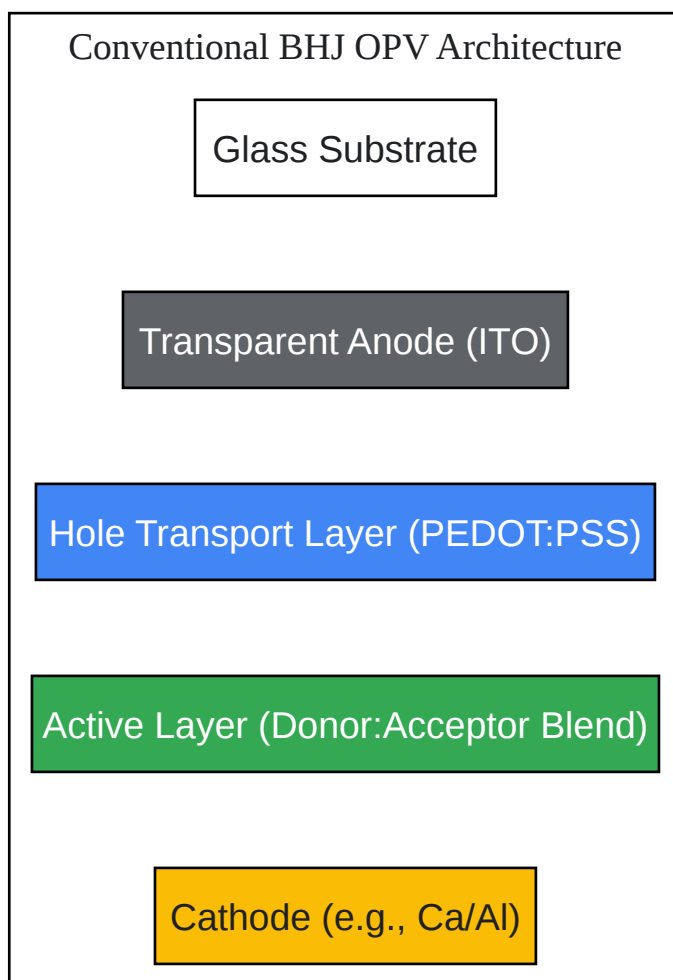 Conventional BHJ OPV Architecture
Glass Substrate
Transparent Anode (ITO)
Hole Transport Layer (PEDOT:PSS)
Active Layer (Donor:Acceptor Blend)
Cathode (e.g., Ca/Al)